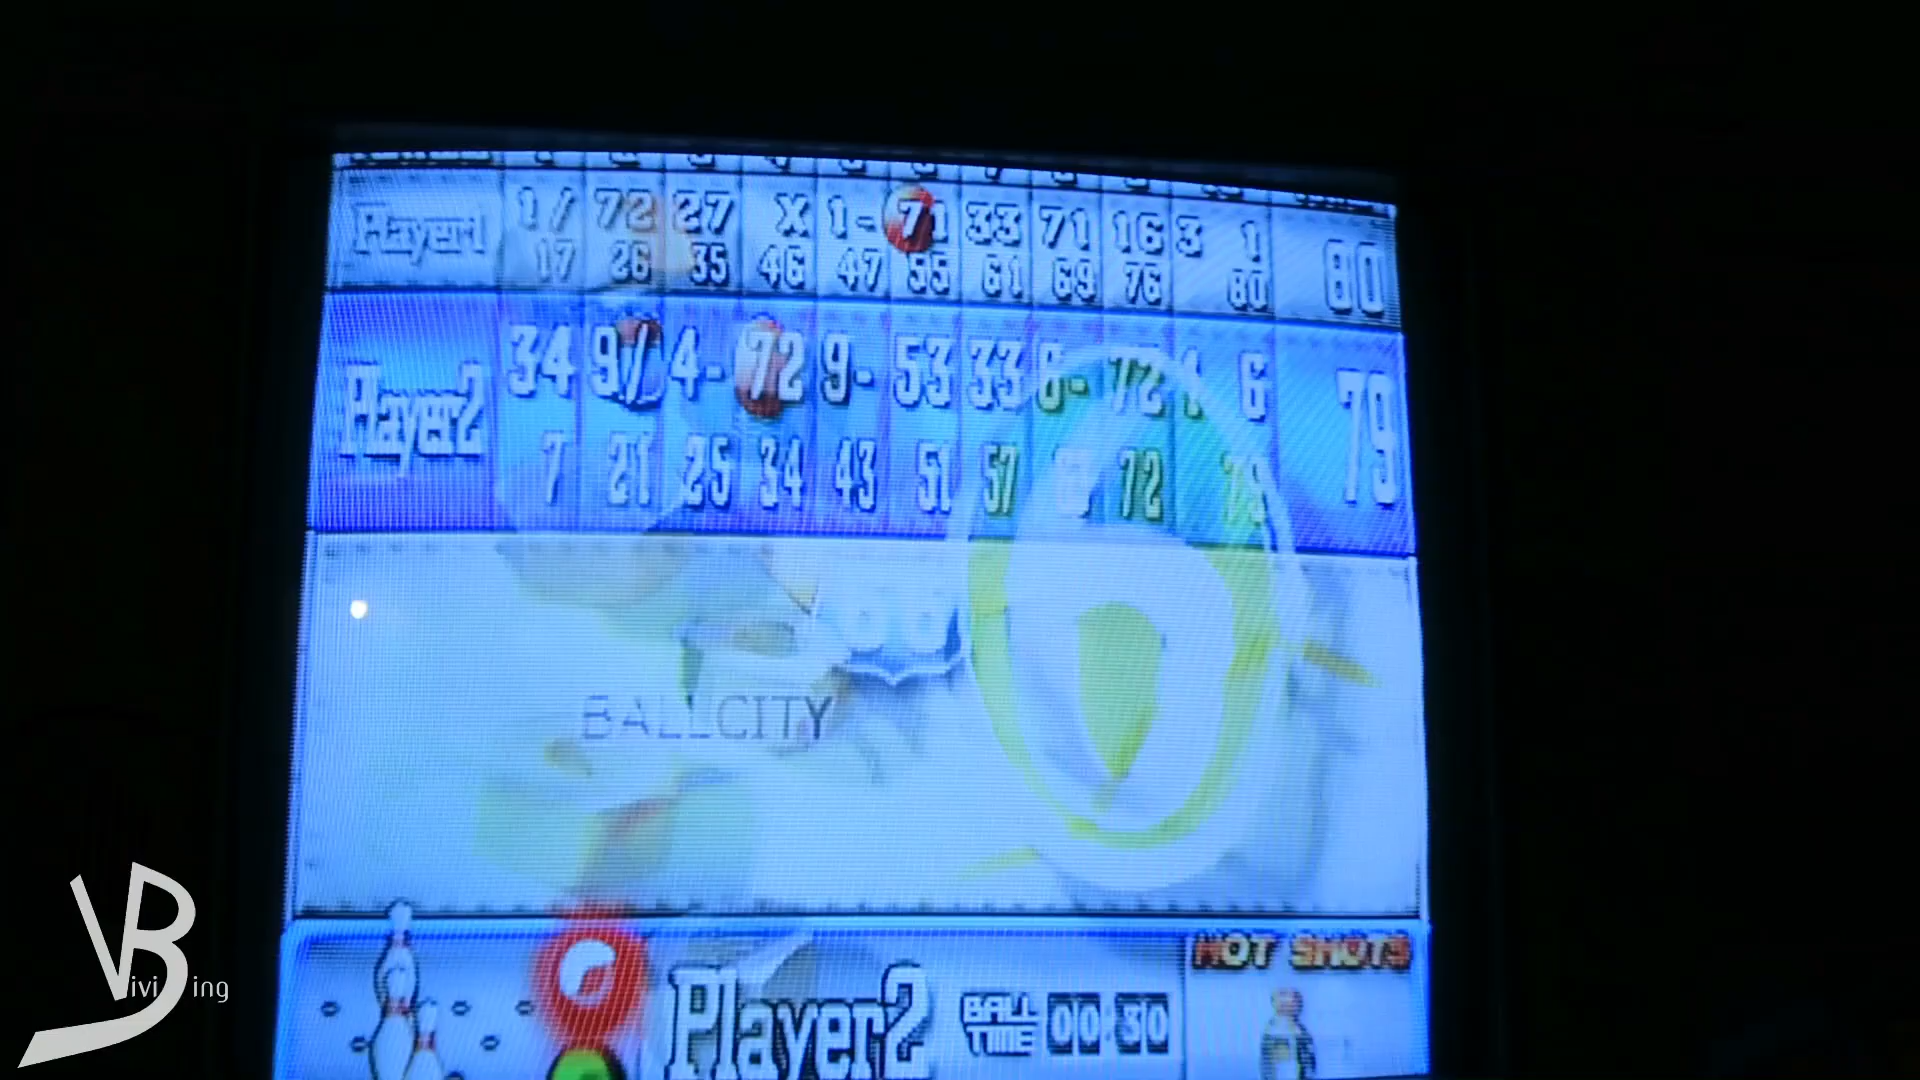 Player1 1/ 72 27 X 1- 71 33 71 16 3 1 80
17 26 35 46 47 55 61 69 76 80
Player2 34 9/ 4- 72 9- 53 33 72 6 79
7 21 25 34 43 51 57 72
BALLCITY
Player2 BALL TIME 00:30
HOT SHOTS
ViviBing